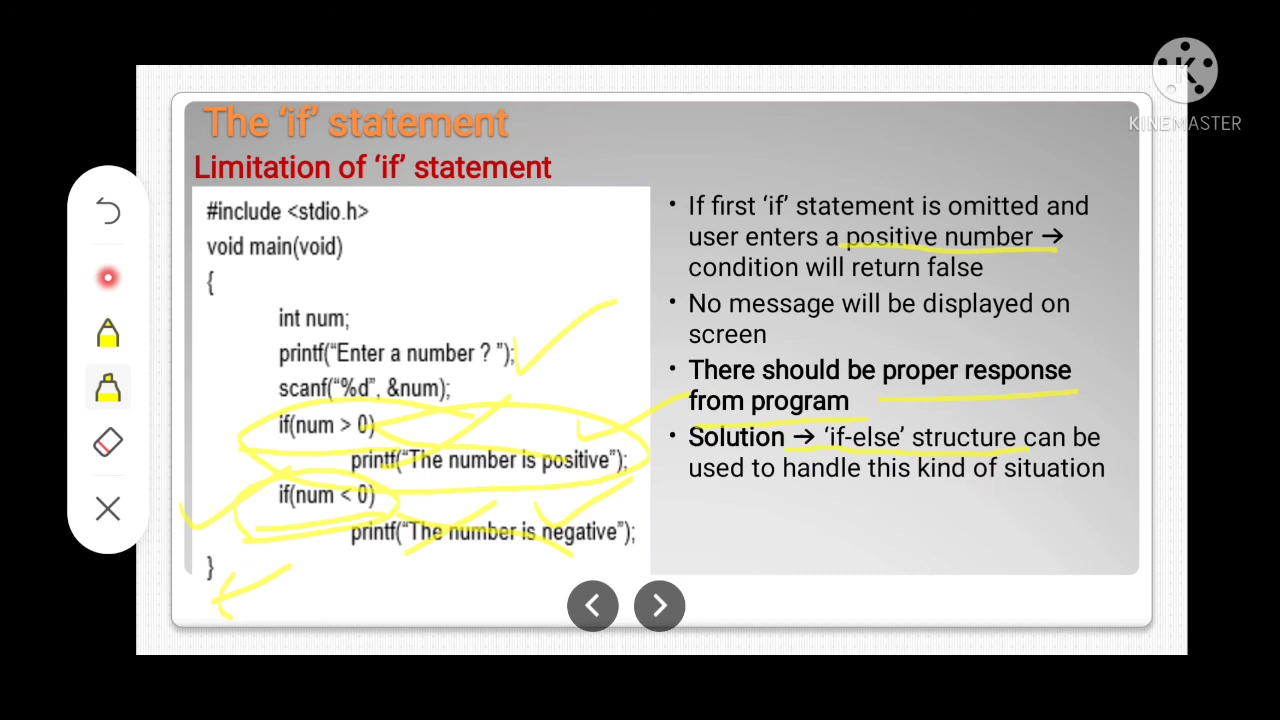 The ‘if’ statement
Limitation of ‘if’ statement
#include <stdio.h>
void main(void)
{
int num;
printf(“Enter a number ? ”);
scanf(“%d”, &num);
if(num > 0)
printf(“The number is positive”);
if(num < 0)
printf(“The number is negative”);
}
• If first ‘if’ statement is omitted and
user enters a positive number →
condition will return false
• No message will be displayed on
screen
• There should be proper response
from program
• Solution → ‘if-else’ structure can be
used to handle this kind of situation
K
KINEMASTER